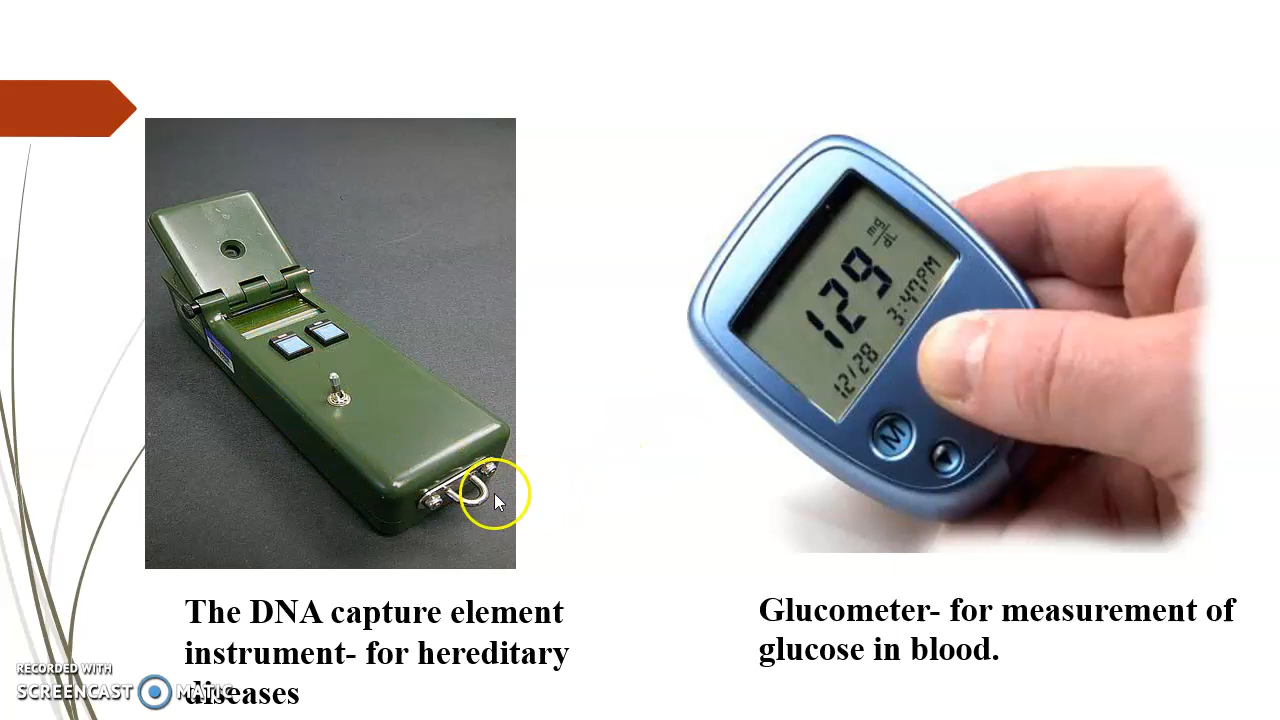 129
mg
dL
3:47PM
12/28
M
The DNA capture element
instrument- for hereditary
diseases
Glucometer- for measurement of
glucose in blood.
RECORDED WITH
SCREENCAST MATIC